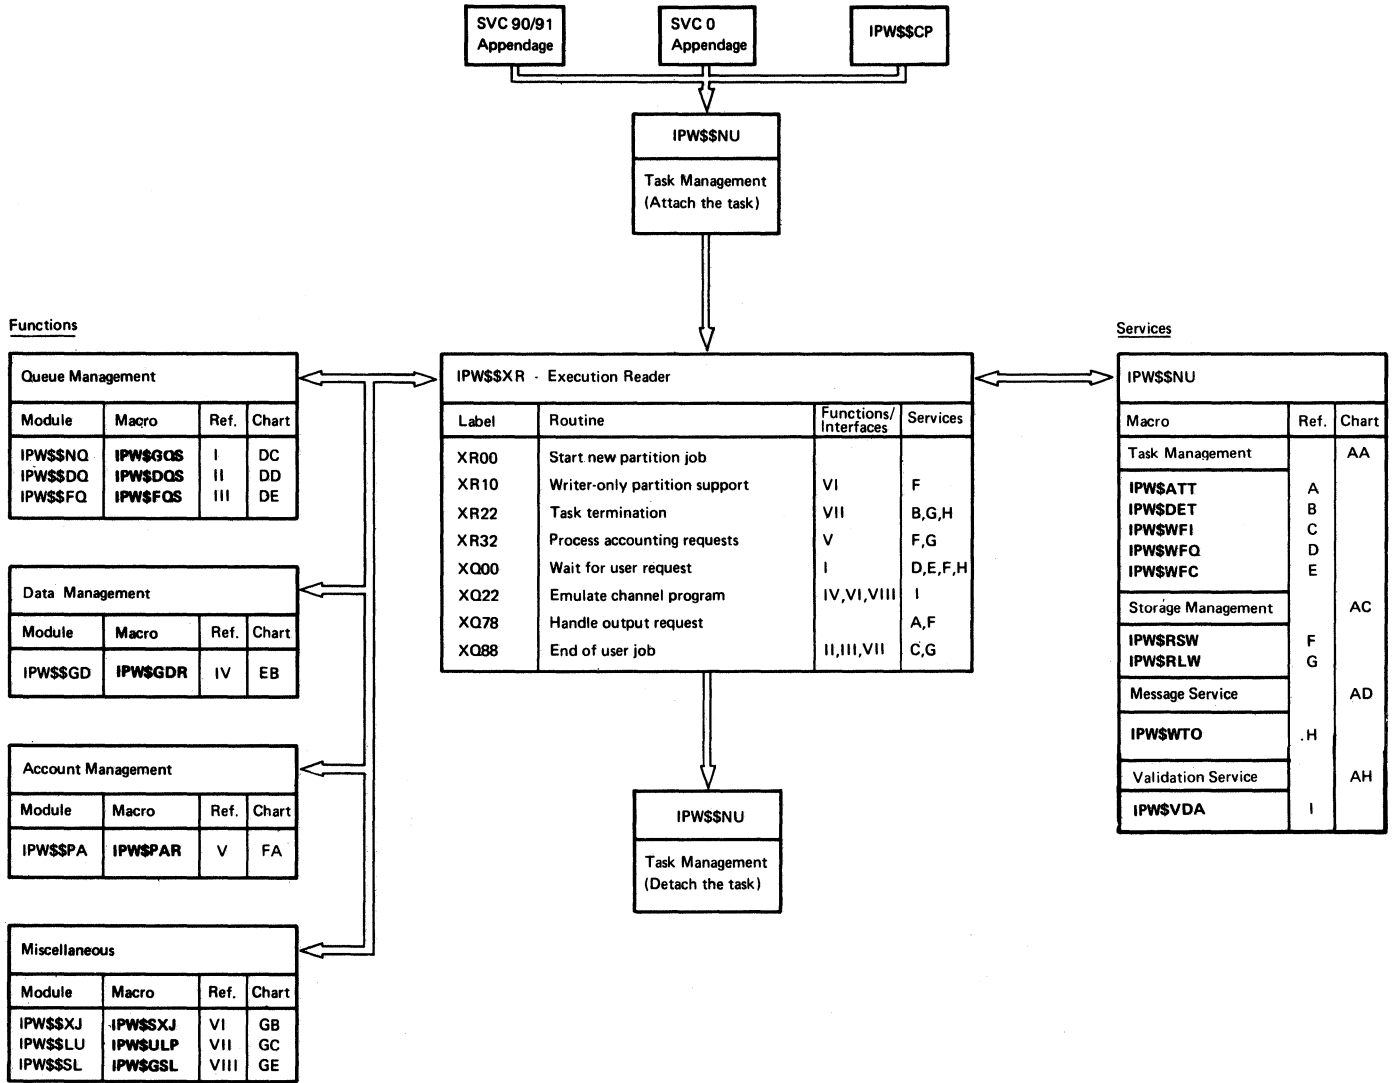 SVC 90/91
Appendage
SVC 0
Appendage
IPW$$CP
IPW$$NU
Task Management
(Attach the task)
Functions
Services
Queue Management
Module Macro Ref. Chart
IPW$$NQ IPW$GQS I DC
IPW$$DQ IPW$DQS II DD
IPW$$FQ IPW$FQS III DE
Data Management
Module Macro Ref. Chart
IPW$$GD IPW$GDR IV EB
Account Management
Module Macro Ref. Chart
IPW$$PA IPW$PAR V FA
Miscellaneous
Module Macro Ref. Chart
IPW$$XJ IPW$SXJ VI GB
IPW$$LU IPW$ULP VII GC
IPW$$SL IPW$GSL VIII GE
IPW$$XR - Execution Reader
Label Routine Functions/ Interfaces Services
XR00 Start new partition job
XR10 Writer-only partition support VI F
XR22 Task termination VII B,G,H
XR32 Process accounting requests V F,G
XQ00 Wait for user request I D,E,F,H
XQ22 Emulate channel program IV,VI,VIII I
XQ78 Handle output request A,F
XQ88 End of user job II,III,VII C,G
IPW$$NU
Task Management
(Detach the task)
IPW$$NU
Macro Ref. Chart
Task Management AA
IPW$ATT A
IPW$DET B
IPW$WFI C
IPW$WFQ D
IPW$WFC E
Storage Management AC
IPW$RSW F
IPW$RLW G
Message Service AD
IPW$WTO .H
Validation Service AH
IPW$VDA I